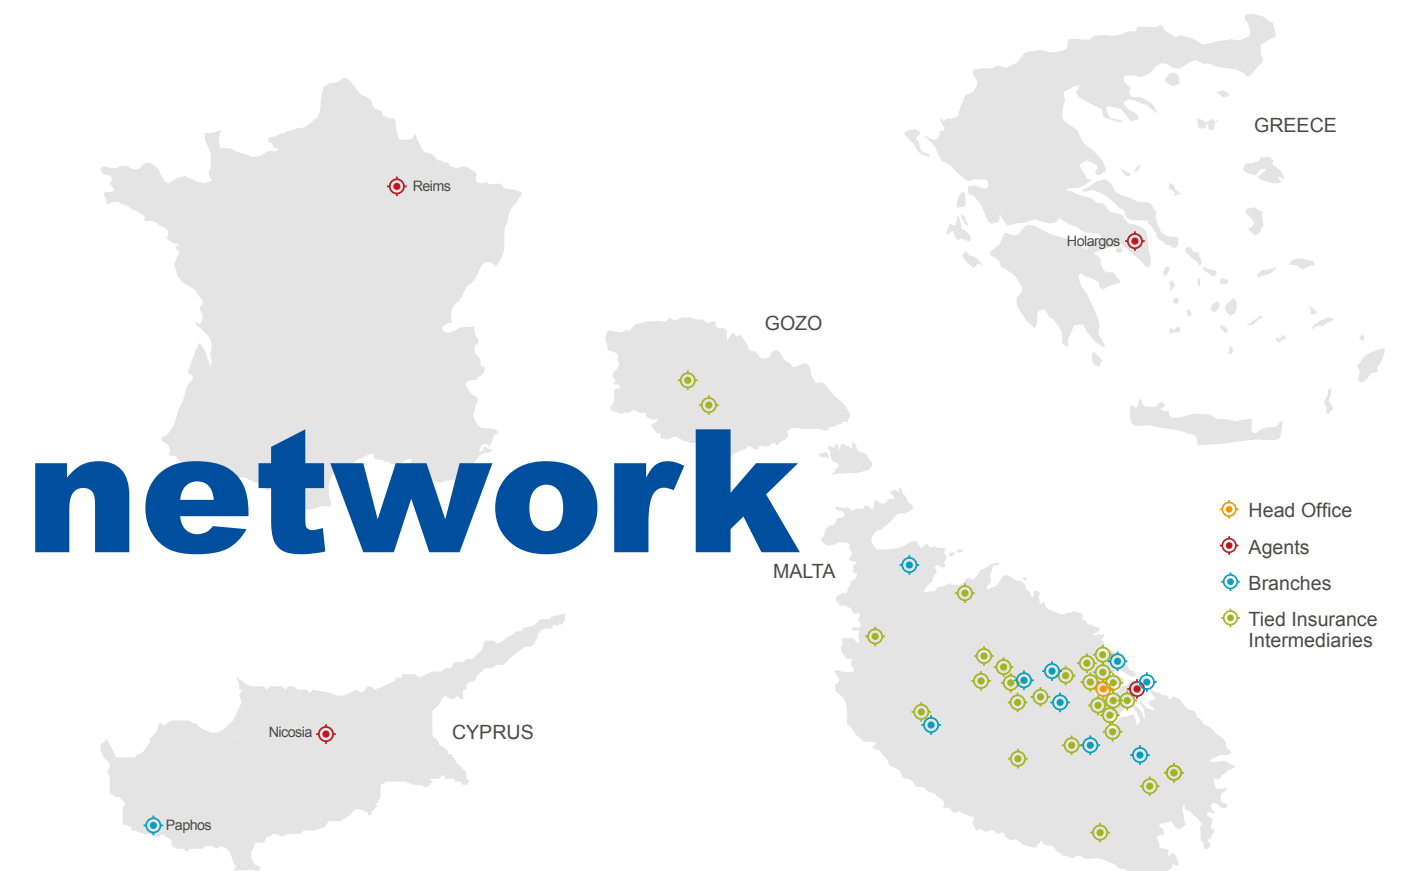 GREECE
Reims
Holargos
GOZO
network
Head Office
Agents
MALTA
Branches
Tied Insurance
Intermediaries
Nicosia
CYPRUS
Paphos